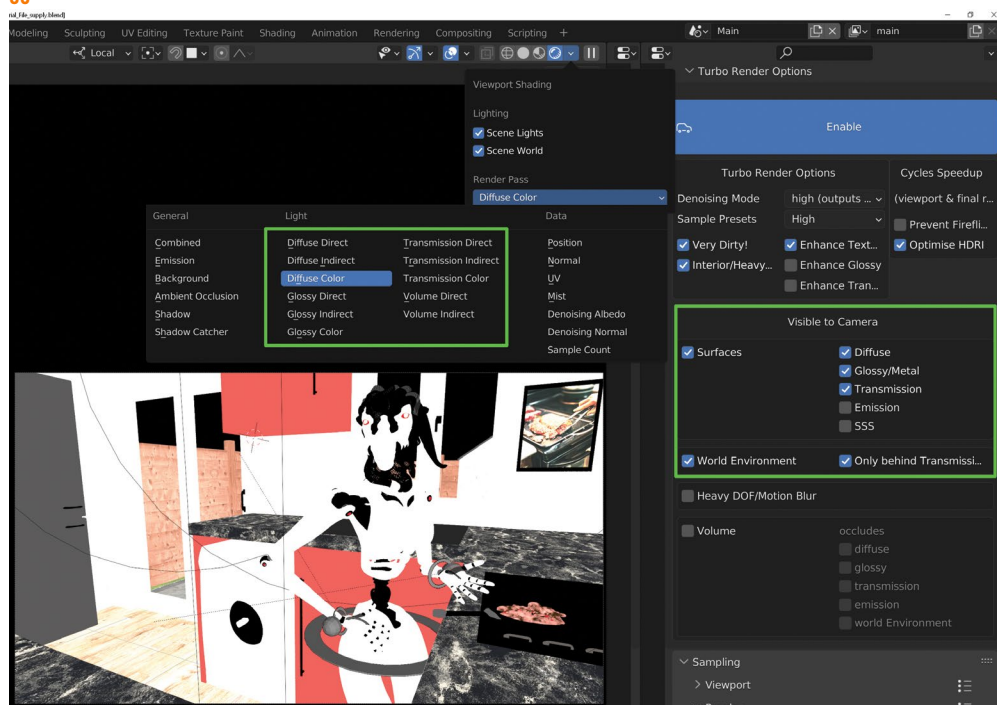 nal_File_supply.blend]
Modeling Sculpting UV Editing Texture Paint Shading Animation Rendering Compositing Scripting +
Main main
Local
Turbo Render Options
Viewport Shading
Lighting
Scene Lights
Scene World
Render Pass
Diffuse Color
General Light Data
Combined Diffuse Direct Transmission Direct Position
Emission Diffuse Indirect Transmission Indirect Normal
Background Diffuse Color Transmission Color UV
Ambient Occlusion Glossy Direct Volume Direct Mist
Shadow Glossy Indirect Volume Indirect Denoising Albedo
Shadow Catcher Glossy Color Denoising Normal
Sample Count
Enable
Turbo Render Options Cycles Speedup
Denoising Mode high (outputs ... (viewport & final r...
Sample Presets High Prevent Firefli...
Very Dirty! Enhance Text... Optimise HDRI
Interior/Heavy... Enhance Glossy
Enhance Tran...
Visible to Camera
Surfaces Diffuse
Glossy/Metal
Transmission
Emission
SSS
World Environment Only behind Transmissi...
Heavy DOF/Motion Blur
Volume occludes
diffuse
glossy
transmission
emission
world Environment
Sampling
Viewport